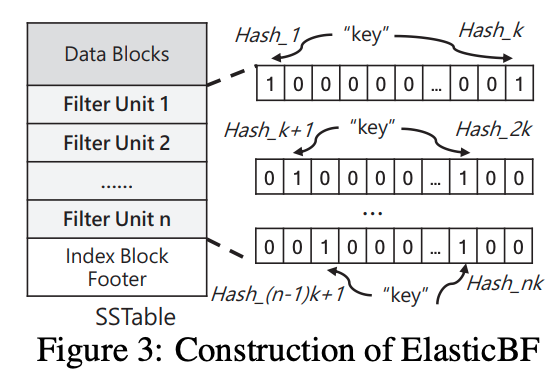 Hash_1 "key" Hash_k
Data Blocks
1 0 0 0 0 0 ... 0 0 1
Filter Unit 1
Hash_k+1 "key" Hash_2k
Filter Unit 2
0 1 0 0 0 0 ... 1 0 0
......
...
Filter Unit n
0 0 1 0 0 0 ... 1 0 0
Index Block
Footer
Hash_(n-1)k+1 "key" Hash_nk
SSTable
Figure 3: Construction of ElasticBF